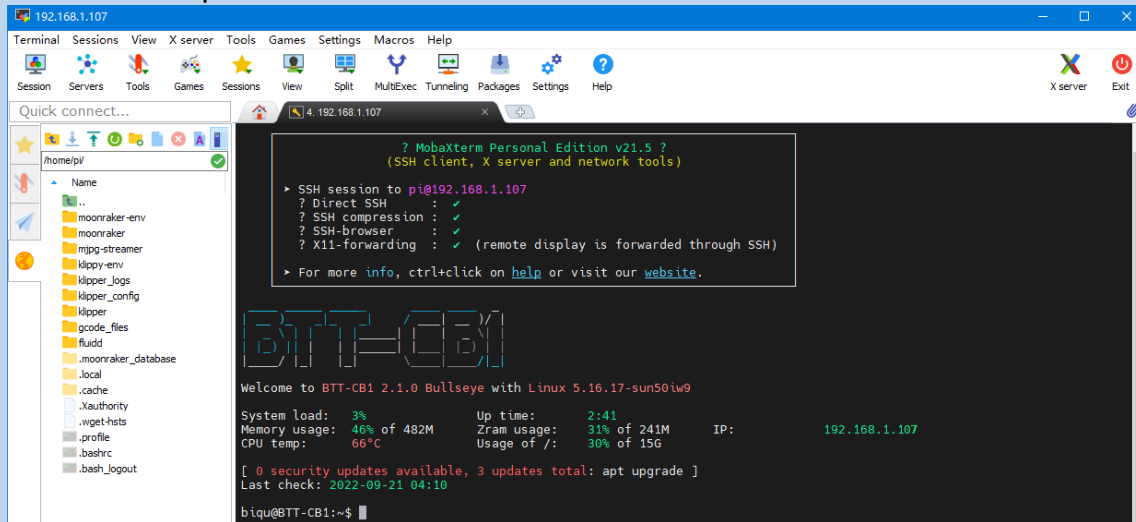 192.168.1.107
Terminal Sessions View X server Tools Games Settings Macros Help
Session Servers Tools Games Sessions View Split MultiExec Tunneling Packages Settings Help X server Exit
Quick connect...
4. 192.168.1.107
/home/pi/
Name
..
moonraker-env
moonraker
mjpg-streamer
klippy-env
klipper_logs
klipper_config
klipper
gcode_files
fluidd
.moonraker_database
.local
.cache
.Xauthority
.wget-hsts
.profile
.bashrc
.bash_logout
? MobaXterm Personal Edition v21.5 ?
(SSH client, X server and network tools)
➤ SSH session to pi@192.168.1.107
? Direct SSH : ✔
? SSH compression : ✔
? SSH-browser : ✔
? X11-forwarding : ✔ (remote display is forwarded through SSH)
➤ For more info, ctrl+click on help or visit our website.
BTT-CB1
Welcome to BTT-CB1 2.1.0 Bullseye with Linux 5.16.17-sun50iw9
System load: 3% Up time: 2:41
Memory usage: 46% of 482M Zram usage: 31% of 241M IP: 192.168.1.107
CPU temp: 66°C Usage of /: 30% of 15G
[ 0 security updates available, 3 updates total: apt upgrade ]
Last check: 2022-09-21 04:10
biqu@BTT-CB1:~$